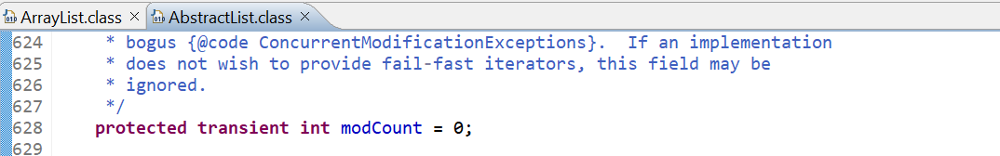 ArrayList.class AbstractList.class
624 * bogus {@code ConcurrentModificationExceptions}.  If an implementation
625 * does not wish to provide fail-fast iterators, this field may be
626 * ignored.
627 */
628 protected transient int modCount = 0;
629